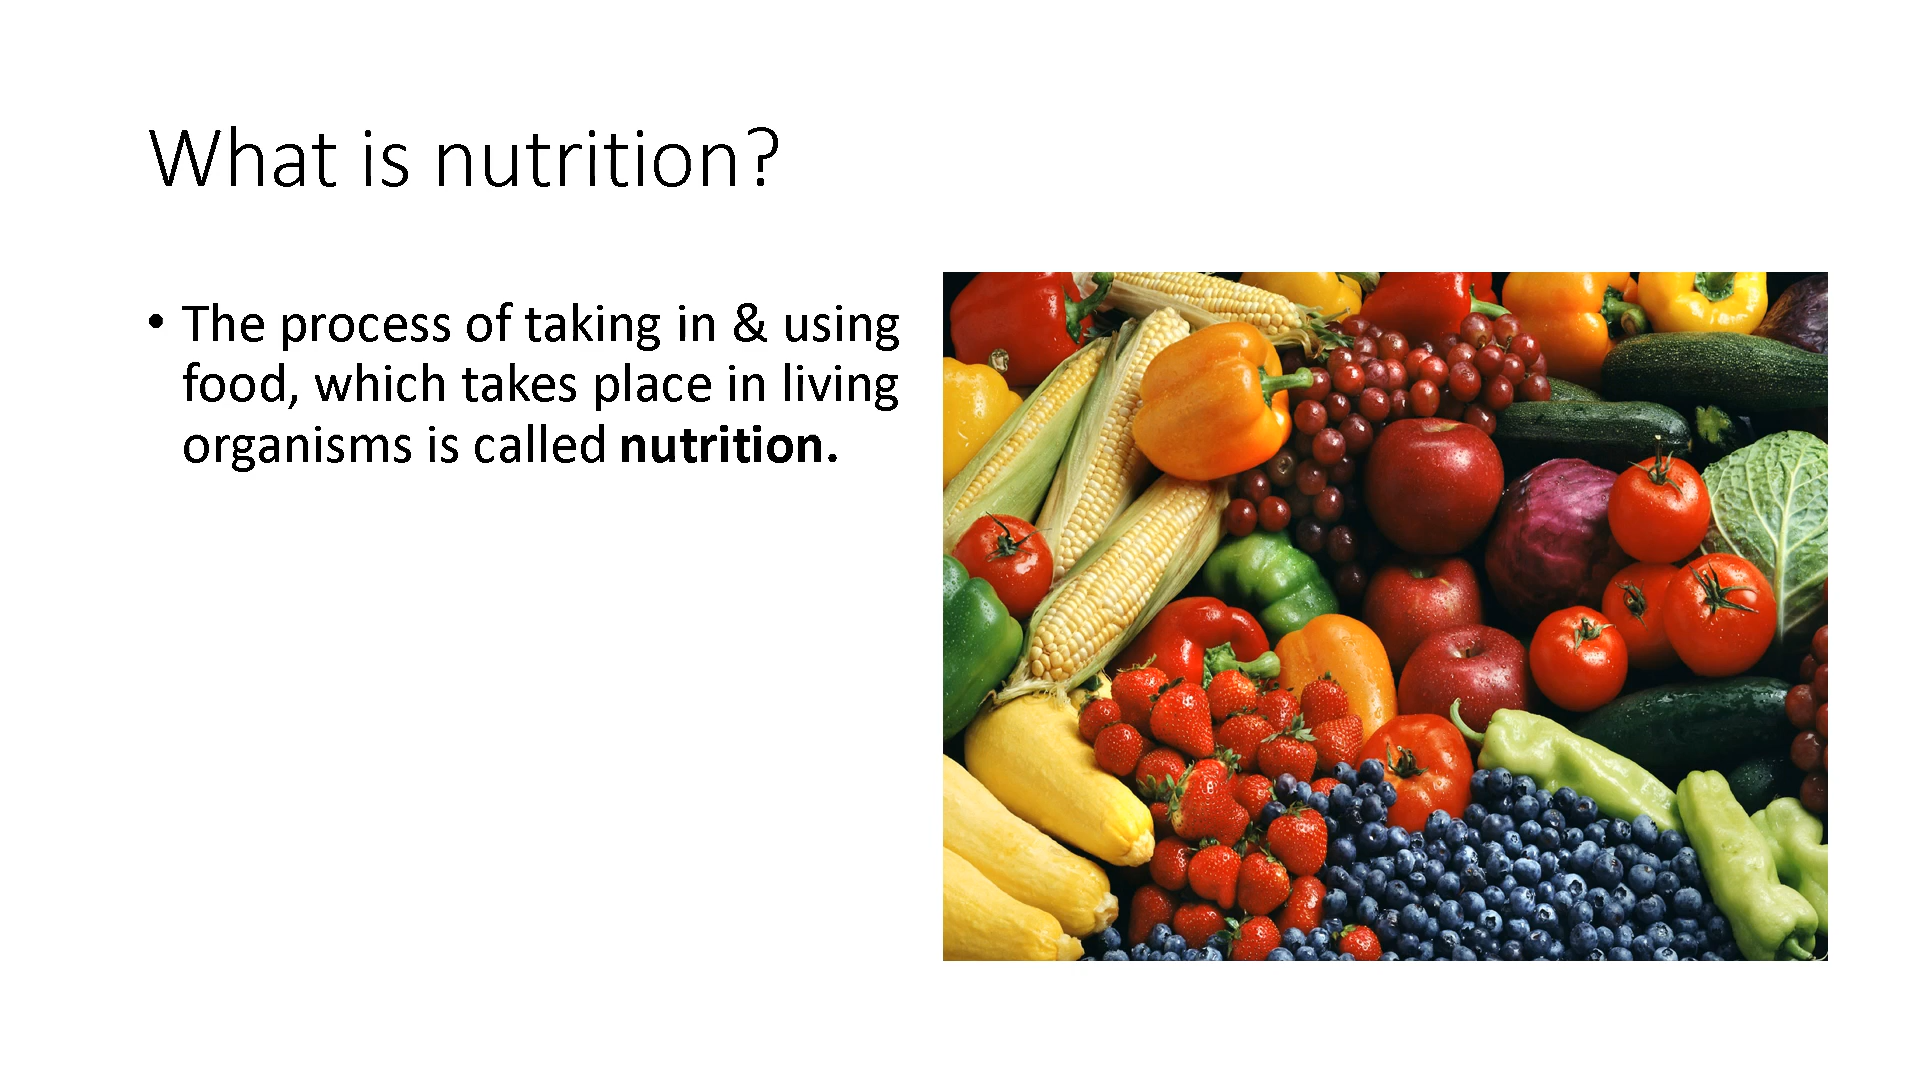 What is nutrition?
• The process of taking in & using
food, which takes place in living
organisms is called nutrition.